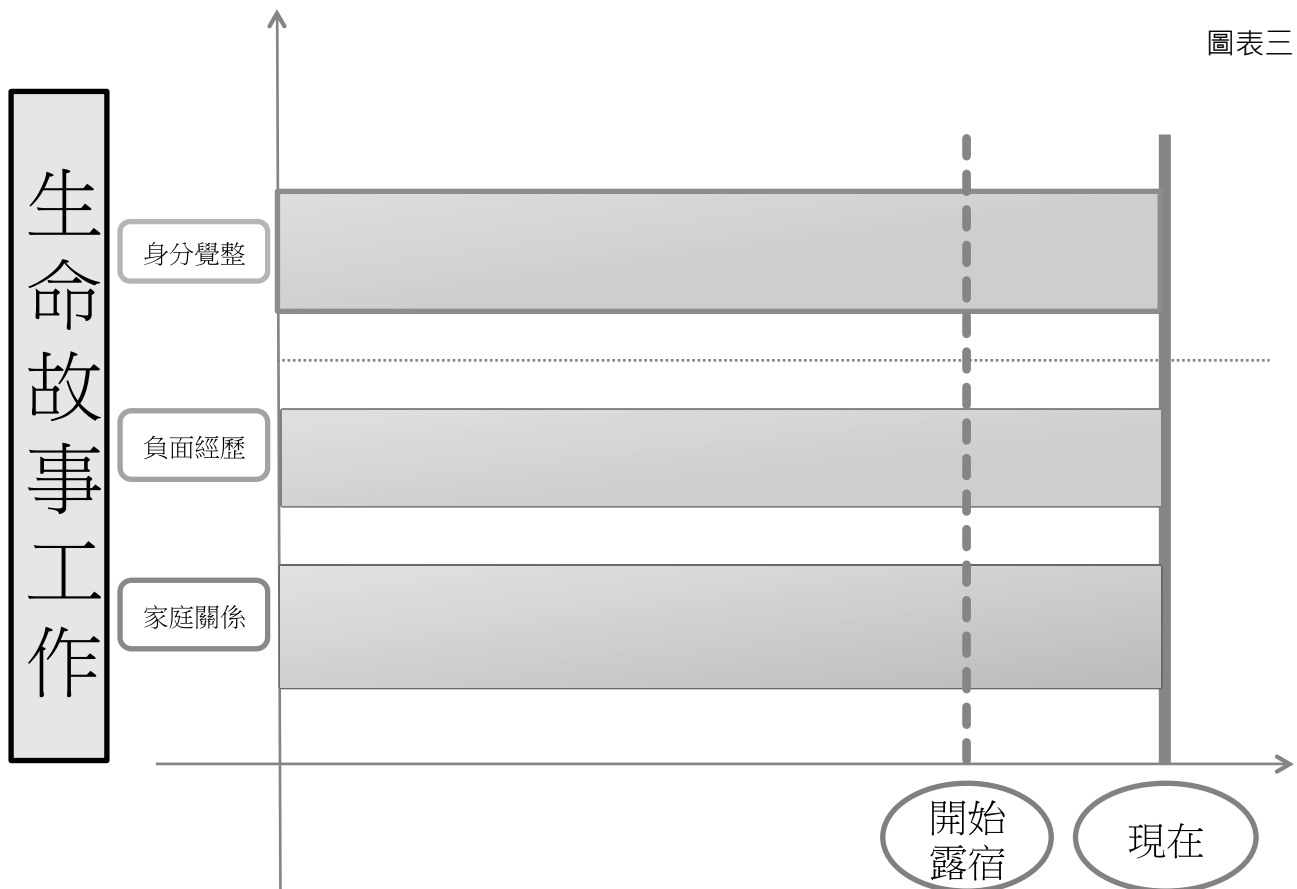 圖表三
生命故事工作
身分覺整
負面經歷
家庭關係
開始
露宿
現在